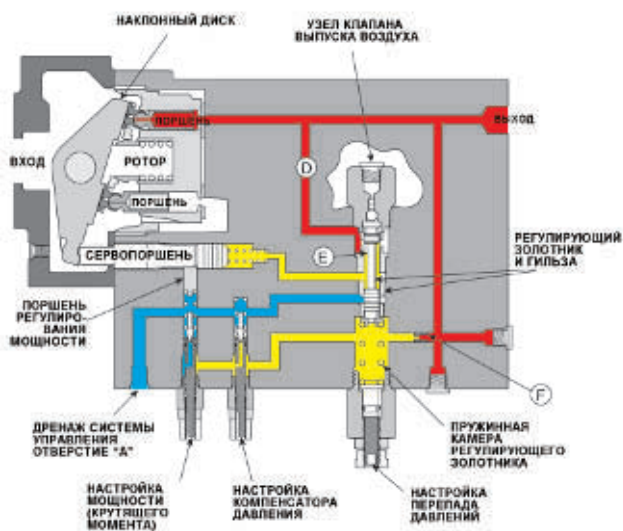 НАКЛОННЫЙ ДИСК
УЗЕЛ КЛАПАНА
ВЫПУСКА ВОЗДУХА
ПОРШЕНЬ
ВЫХОД
D
ВХОД
РОТОР
ПОРШЕНЬ
СЕРВОПОРШЕНЬ
E
РЕГУЛИРУЮЩИЙ
ЗОЛОТНИК
И ГИЛЬЗА
ПОРШЕНЬ
РЕГУЛИРО-
ВАНИЯ
МОЩНОСТИ
F
ДРЕНАЖ СИСТЕМЫ
УПРАВЛЕНИЯ
ОТВЕРСТИЕ "А"
ПРУЖИННАЯ
КАМЕРА
РЕГУЛИРУЮЩЕГО
ЗОЛОТНИКА
НАСТРОЙКА
МОЩНОСТИ
(КРУТЯЩЕГО
МОМЕНТА)
НАСТРОЙКА
КОМПЕНСАТОРА
ДАВЛЕНИЯ
НАСТРОЙКА
ПЕРЕПАДА
ДАВЛЕНИЙ